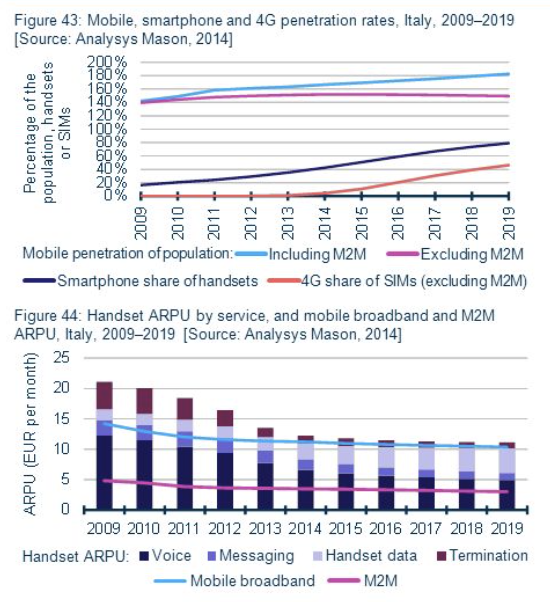 Figure 43: Mobile, smartphone and 4G penetration rates, Italy, 2009–2019
[Source: Analysys Mason, 2014]
Percentage of the
population, handsets
or SIMs
200%
180%
160%
140%
120%
100%
80%
60%
40%
20%
0%
2009 2010 2011 2012 2013 2014 2015 2016 2017 2018 2019
Mobile penetration of population: Including M2M Excluding M2M
Smartphone share of handsets 4G share of SIMs (excluding M2M)
Figure 44: Handset ARPU by service, and mobile broadband and M2M
ARPU, Italy, 2009–2019 [Source: Analysys Mason, 2014]
ARPU (EUR per month)
25
20
15
10
5
0
2009 2010 2011 2012 2013 2014 2015 2016 2017 2018 2019
Handset ARPU: Voice Messaging Handset data Termination
Mobile broadband M2M